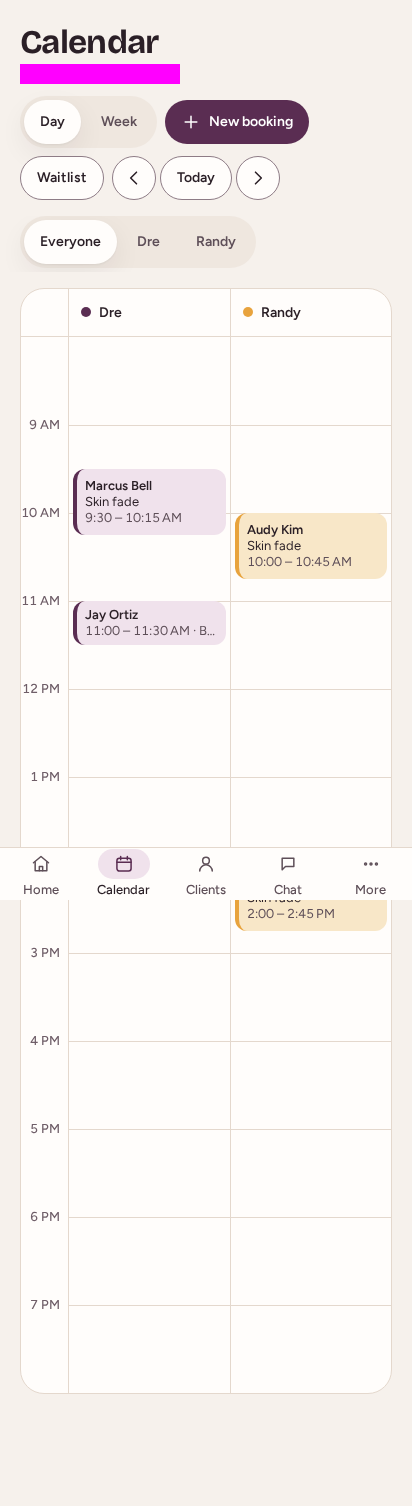 Calendar
Day
Week
New booking
Waitlist
Today
Everyone
Dre
Randy
Dre
Randy
9 AM
Marcus Bell
Skin fade
9:30 – 10:15 AM
10 AM
Audy Kim
Skin fade
10:00 – 10:45 AM
11 AM
Jay Ortiz
11:00 – 11:30 AM · B...
12 PM
1 PM
Home
Calendar
Clients
Chat
More
Skin fade
2:00 – 2:45 PM
3 PM
4 PM
5 PM
6 PM
7 PM